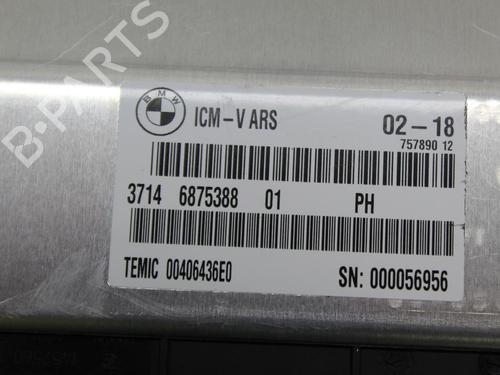 B-PARTS
BMW
ICM-V ARS 02-18
757890 12
3714 6875388 01 PH
TEMIC 00406436E0 SN: 000056956